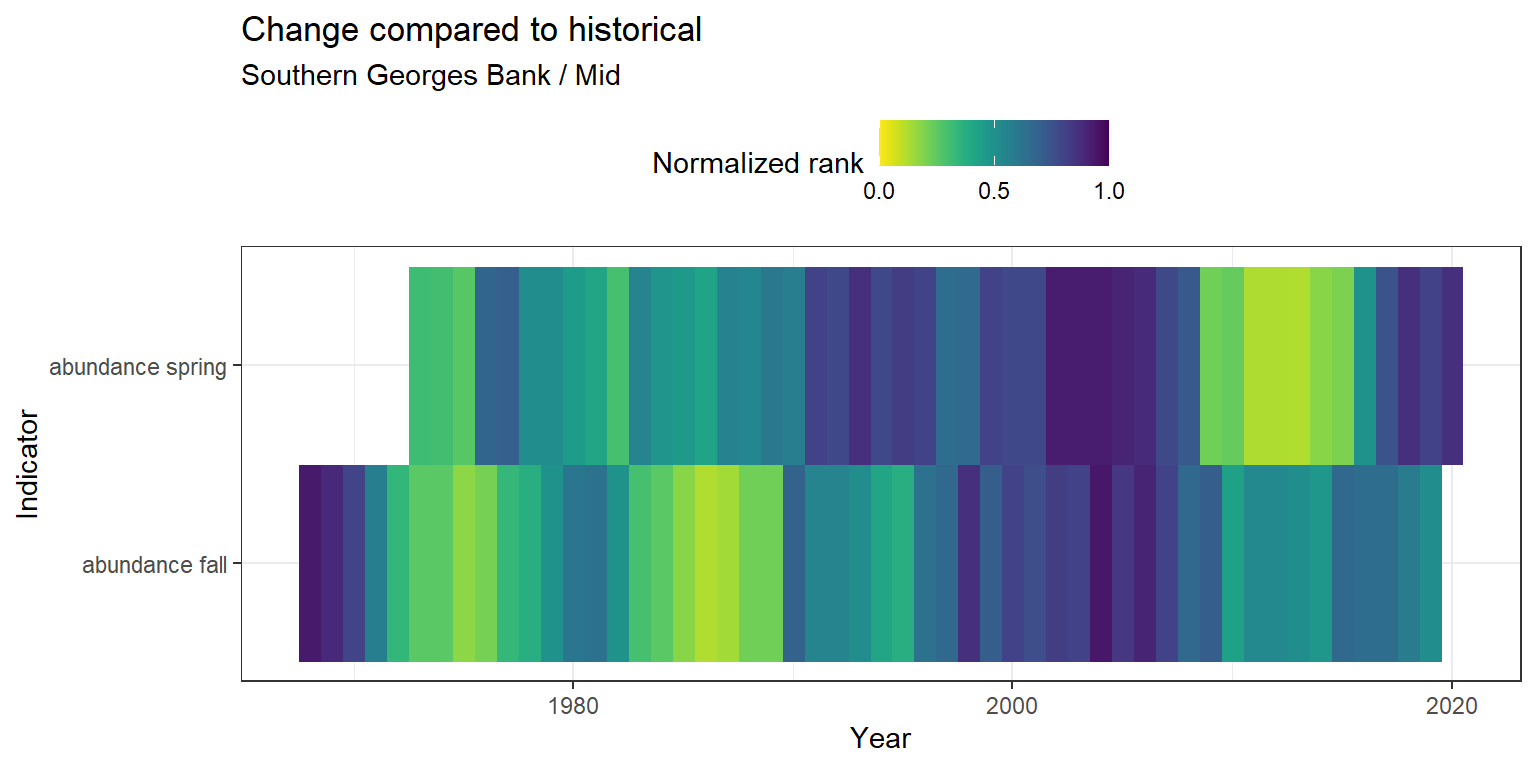 Change compared to historical
Southern Georges Bank / Mid
Normalized rank
0.0 0.5 1.0
Indicator
abundance spring
abundance fall
1980 2000 2020
Year